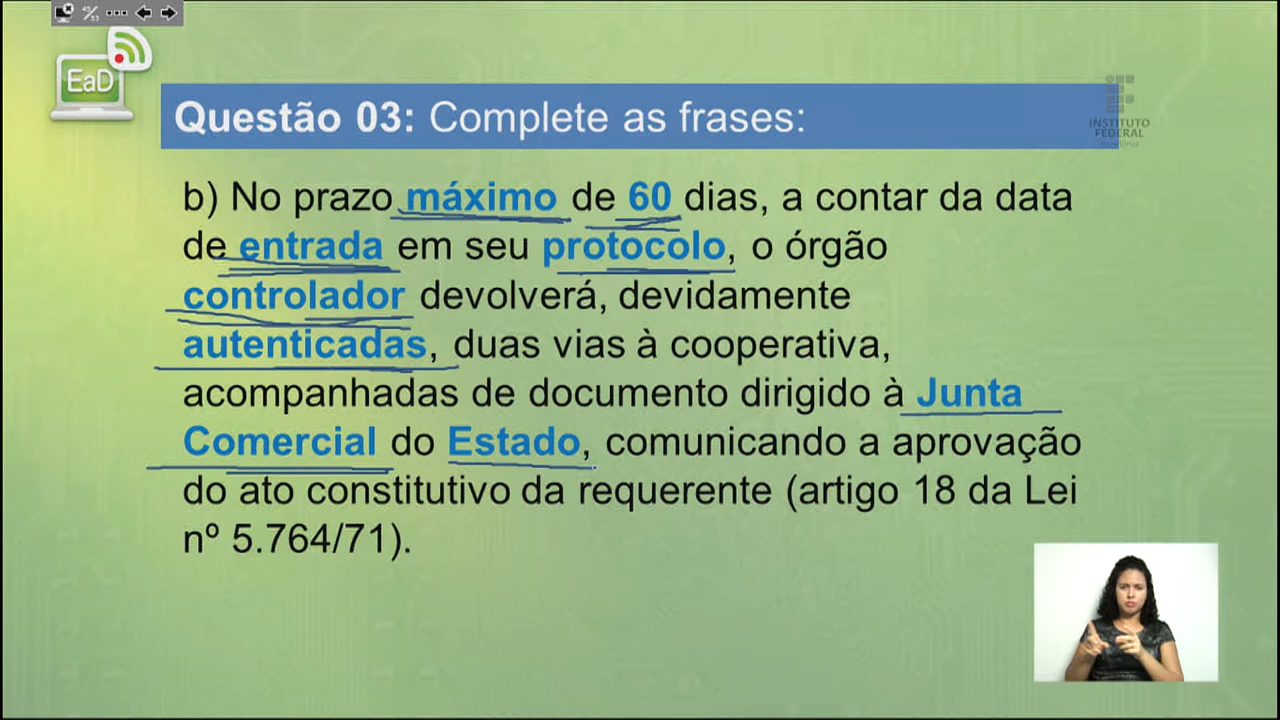 EaD
Questão 03: Complete as frases:
INSTITUTO
FEDERAL
Rondônia
b) No prazo máximo de 60 dias, a contar da data
de entrada em seu protocolo, o órgão
controlador devolverá, devidamente
autenticadas, duas vias à cooperativa,
acompanhadas de documento dirigido à Junta
Comercial do Estado, comunicando a aprovação
do ato constitutivo da requerente (artigo 18 da Lei
nº 5.764/71).